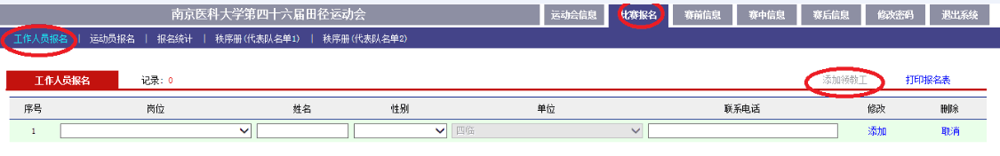 南京医科大学第四十六届田径运动会 运动会信息 比赛报名 赛前信息 赛中信息 赛后信息 修改密码 退出系统
工作人员报名 | 运动员报名 | 报名统计 | 秩序册(代表队名单1) | 秩序册(代表队名单2)
工作人员报名 记录: 0 添加领教工 打印报名表
序号 岗位 姓名 性别 单位 联系电话 修改 删除
1 四临 添加 取消